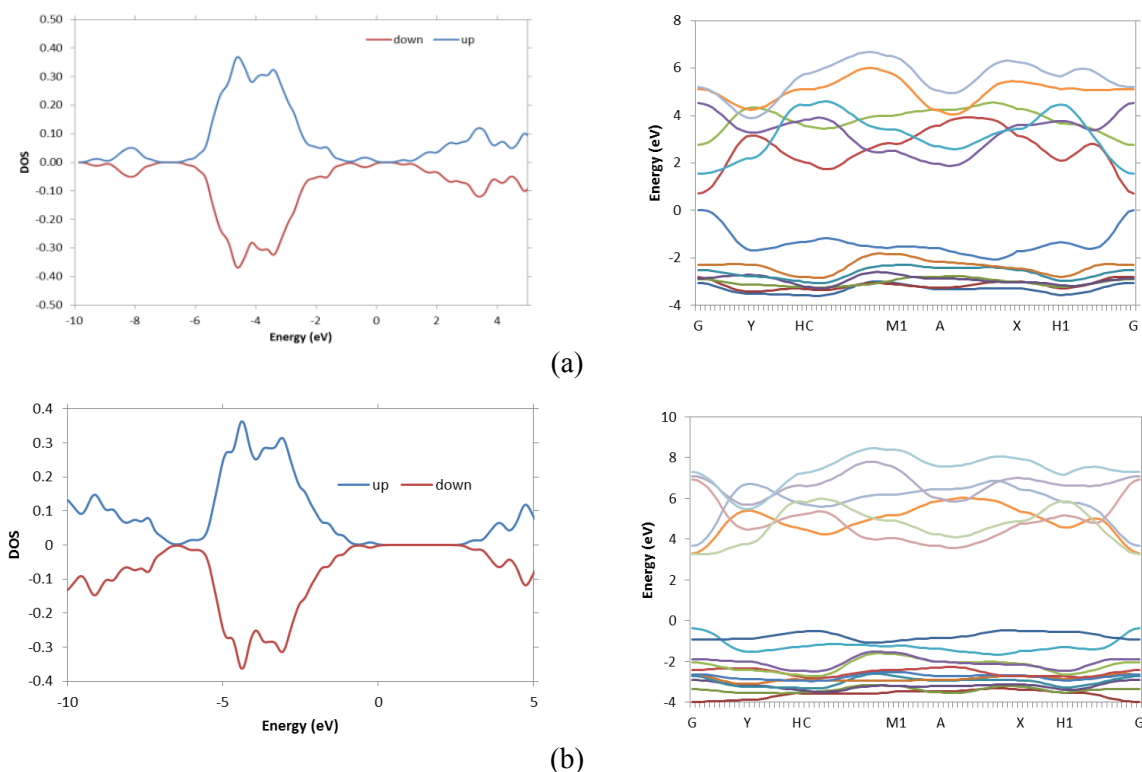 0.50
0.40
0.30
0.20
0.10
0.00
0.10
0.20
-0.30
-0.40
-0.50
DOS
down
up
-10
-8
-6
-4
-2
0
2
4
Energy (eV)
8
6
4
2
0
-2
-4
Energy (eV)
G
Y
HC
M1
A
X
H1
G
(a)
0.4
0.3
0.2
0.1
0
-0.1
-0.2
-0.3
-0.4
DOS
up
down
-10
-5
0
5
Energy (eV)
10
8
6
4
2
0
-2
-4
Energy (eV)
G
Y
HC
M1
A
X
H1
G
(b)